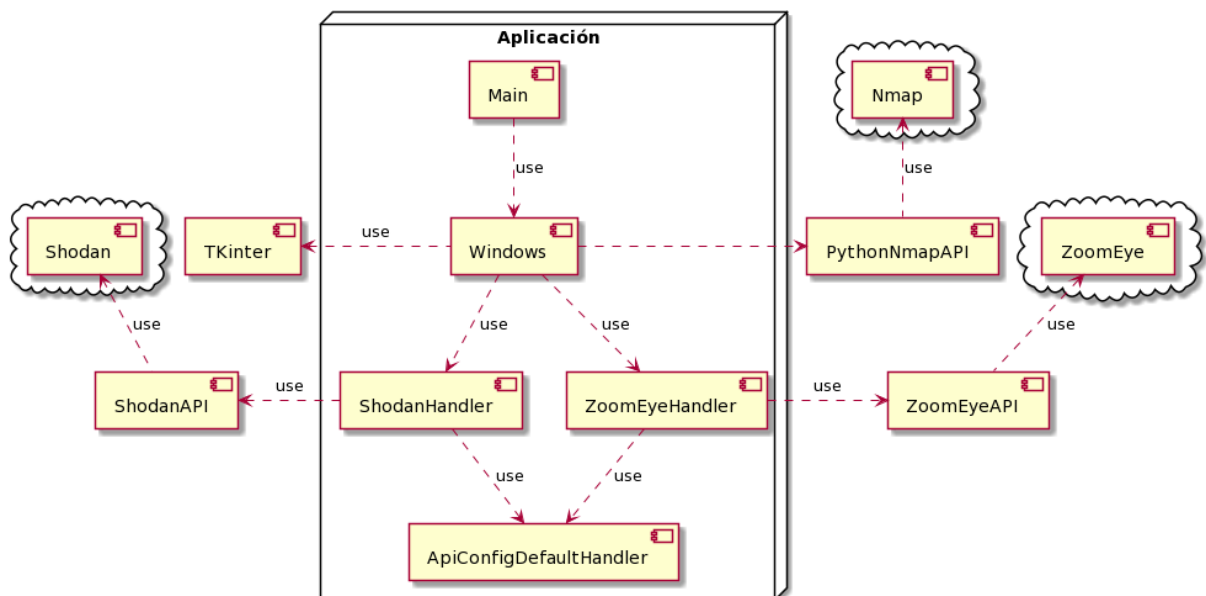 Aplicación
Main
Nmap
use
use
Shodan
TKinter
use
Windows
PythonNmapAPI
ZoomEye
use
use
use
use
ShodanAPI
use
ShodanHandler
ZoomEyeHandler
use
ZoomEyeAPI
use
use
ApiConfigDefaultHandler